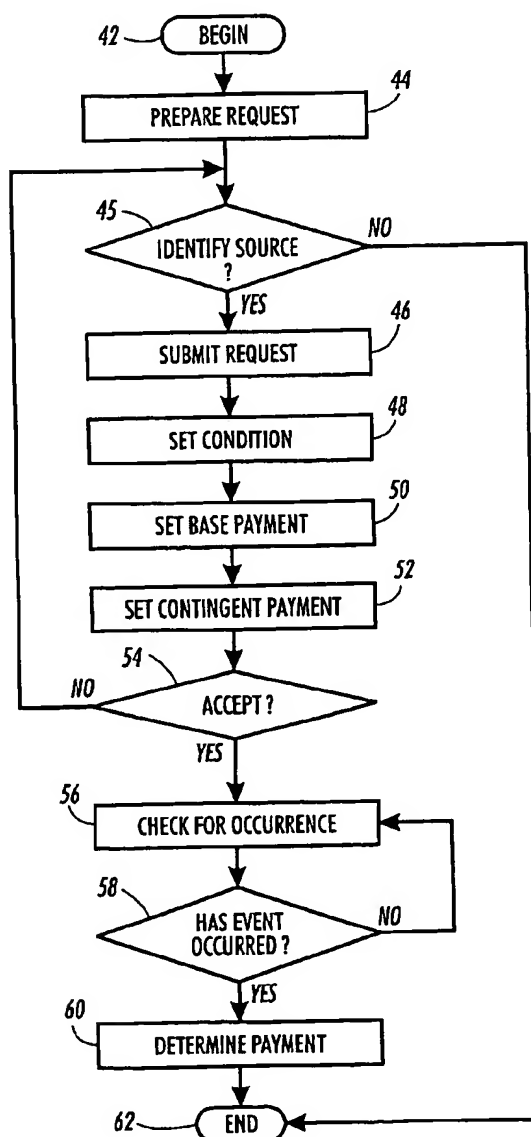 42
BEGIN
44
PREPARE REQUEST
45
NO
IDENTIFY SOURCE
?
YES
46
SUBMIT REQUEST
48
SET CONDITION
50
SET BASE PAYMENT
52
SET CONTINGENT PAYMENT
54
NO
ACCEPT ?
YES
56
CHECK FOR OCCURRENCE
58
HAS EVENT
OCCURRED ?
NO
YES
60
DETERMINE PAYMENT
62
END